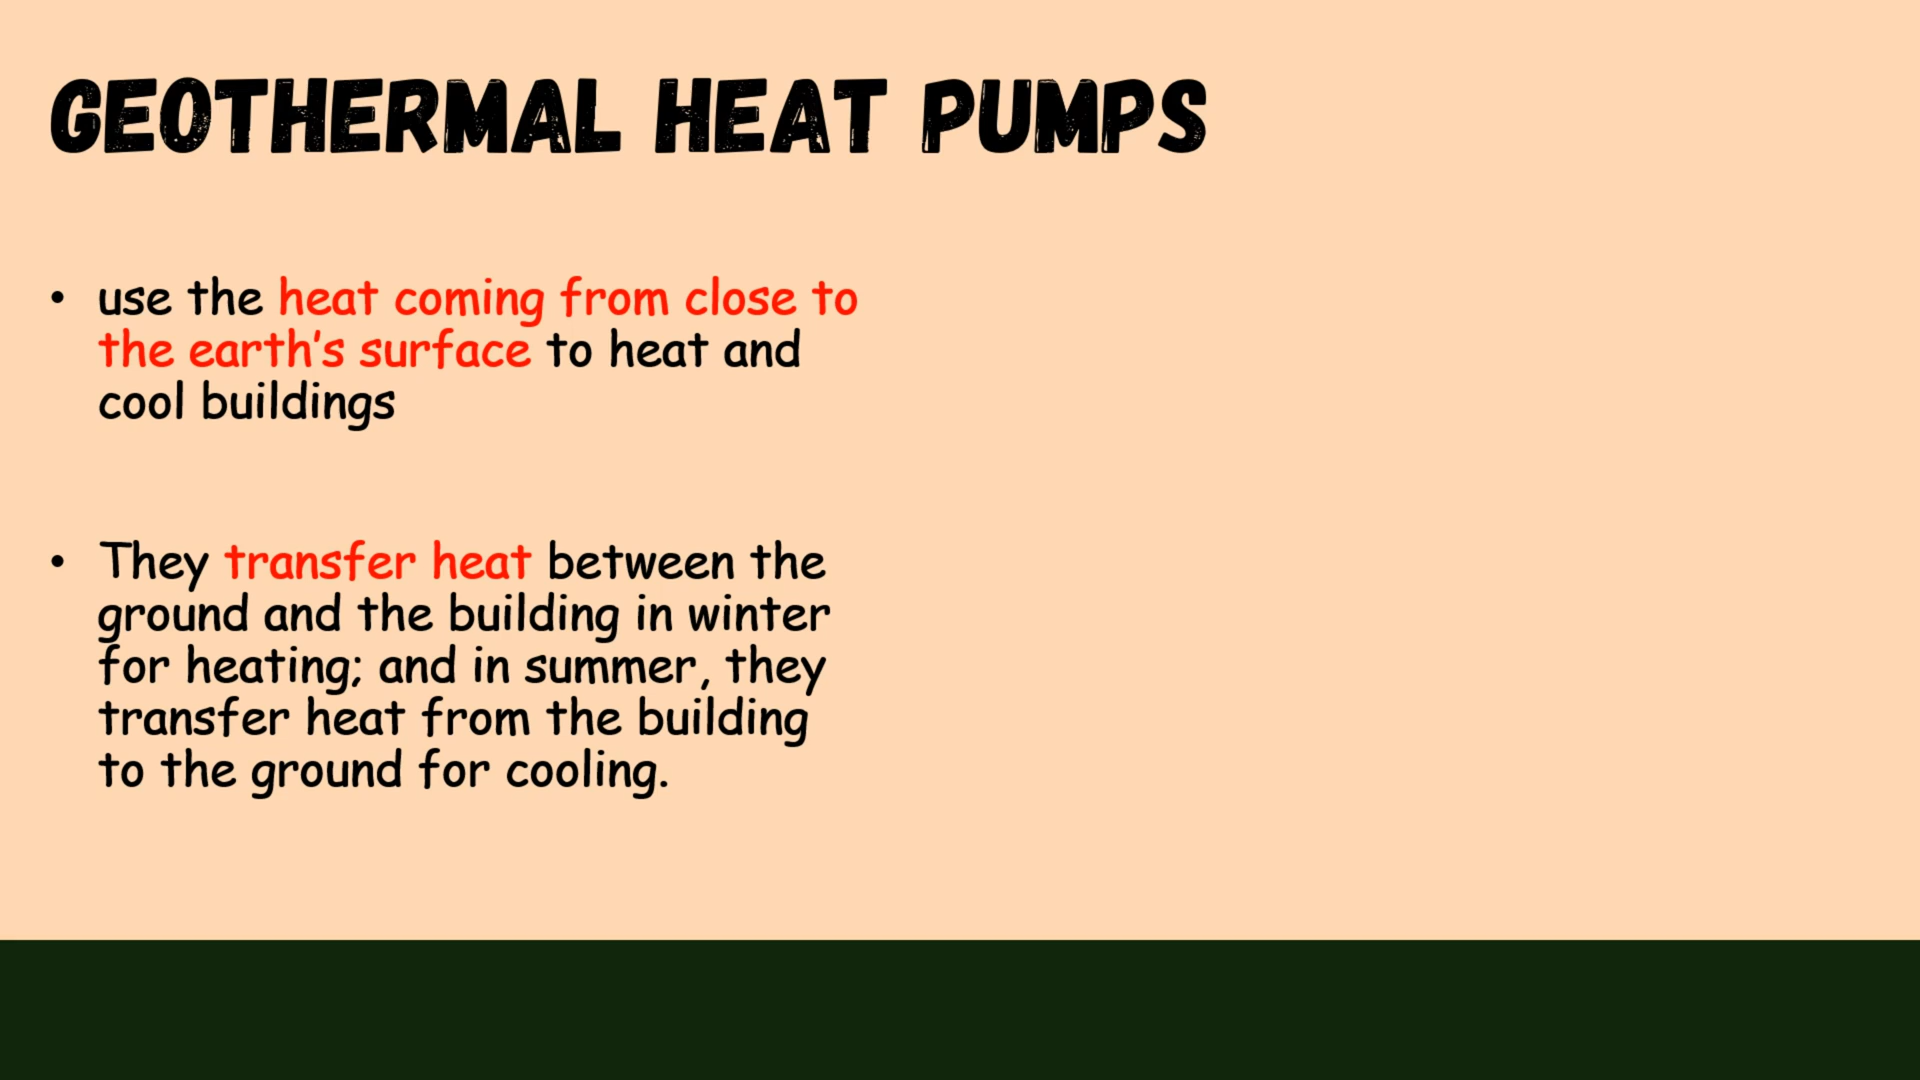 GEOTHERMAL HEAT PUMPS
• use the heat coming from close to
the earth's surface to heat and
cool buildings
• They transfer heat between the
ground and the building in winter
for heating; and in summer, they
transfer heat from the building
to the ground for cooling.